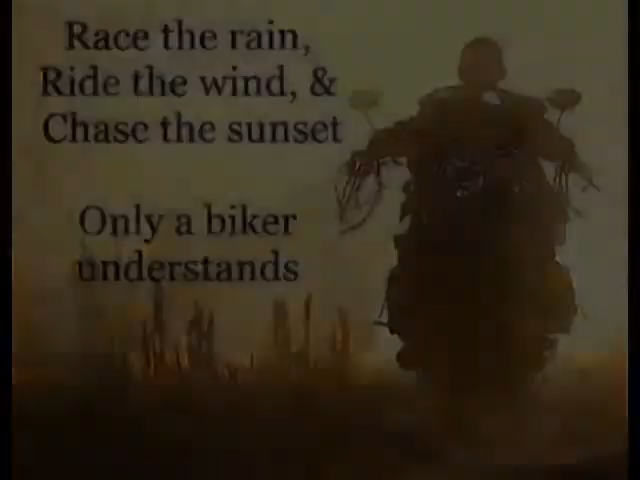 Race the rain,
Ride the wind, &
Chase the sunset
Only a biker
understands